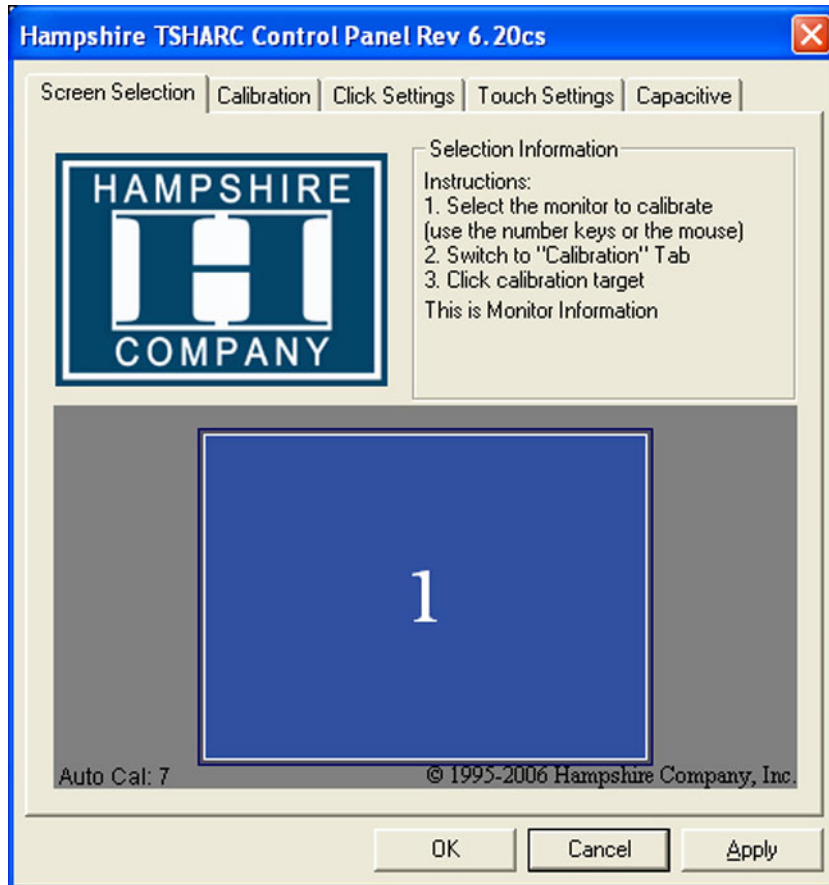 Hampshire TSHARC Control Panel Rev 6.20cs
Screen Selection Calibration Click Settings Touch Settings Capacitive
HAMPSHIRE
H
COMPANY
Selection Information
Instructions:
1. Select the monitor to calibrate
(use the number keys or the mouse)
2. Switch to "Calibration" Tab
3. Click calibration target
This is Monitor Information
1
Auto Cal: 7
© 1995-2006 Hampshire Company, Inc.
OK Cancel Apply